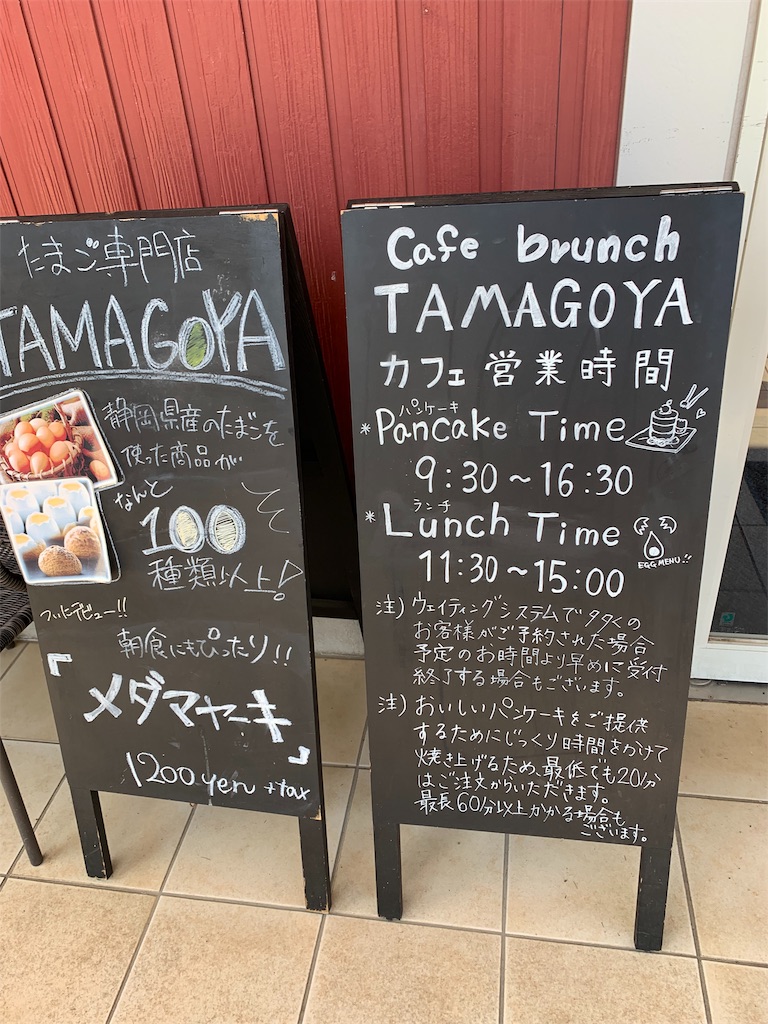 たまご専門店
TAMAGOYA
静岡県産のたまごを
使った商品が
なんと
100
種類以上!
ついにデビュー!!
朝食にもぴったり!!
「メダマヤーキ」
1200yen +tax
Cafe brunch
TAMAGOYA
カフェ営業時間
パンケーキ
*Pancake Time
9:30~16:30
ランチ
*Lunch Time
11:30~15:00
EGG MENU!!
注)ウェイティングシステムで多くの
お客様がご予約された場合
予定のお時間より早めに受付
終了する場合もございます。
注)おいしいパンケーキをご提供
するためにじっくり時間をかけて
焼き上げるため、最低でも20分
はご注文からいただきます。
最長60分以上かかる場合も
ございます。